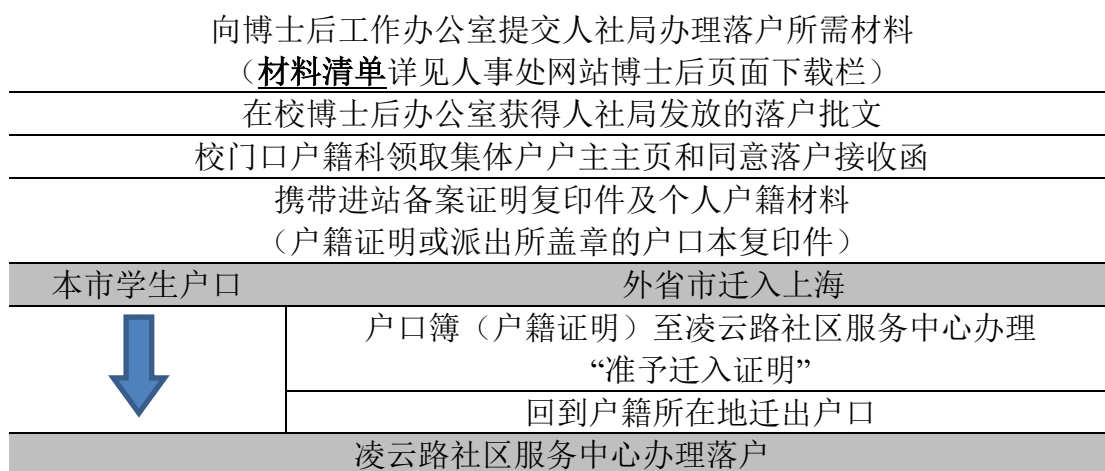 向博士后工作办公室提交人社局办理落户所需材料
（材料清单详见人事处网站博士后页面下载栏）
在校博士后办公室获得人社局发放的落户批文
校门口户籍科领取集体户户主主页和同意落户接收函
携带进站备案证明复印件及个人户籍材料
（户籍证明或派出所盖章的户口本复印件）
本市学生户口
外省市迁入上海
户口簿（户籍证明）至凌云路社区服务中心办理
“准予迁入证明”
回到户籍所在地迁出户口
凌云路社区服务中心办理落户